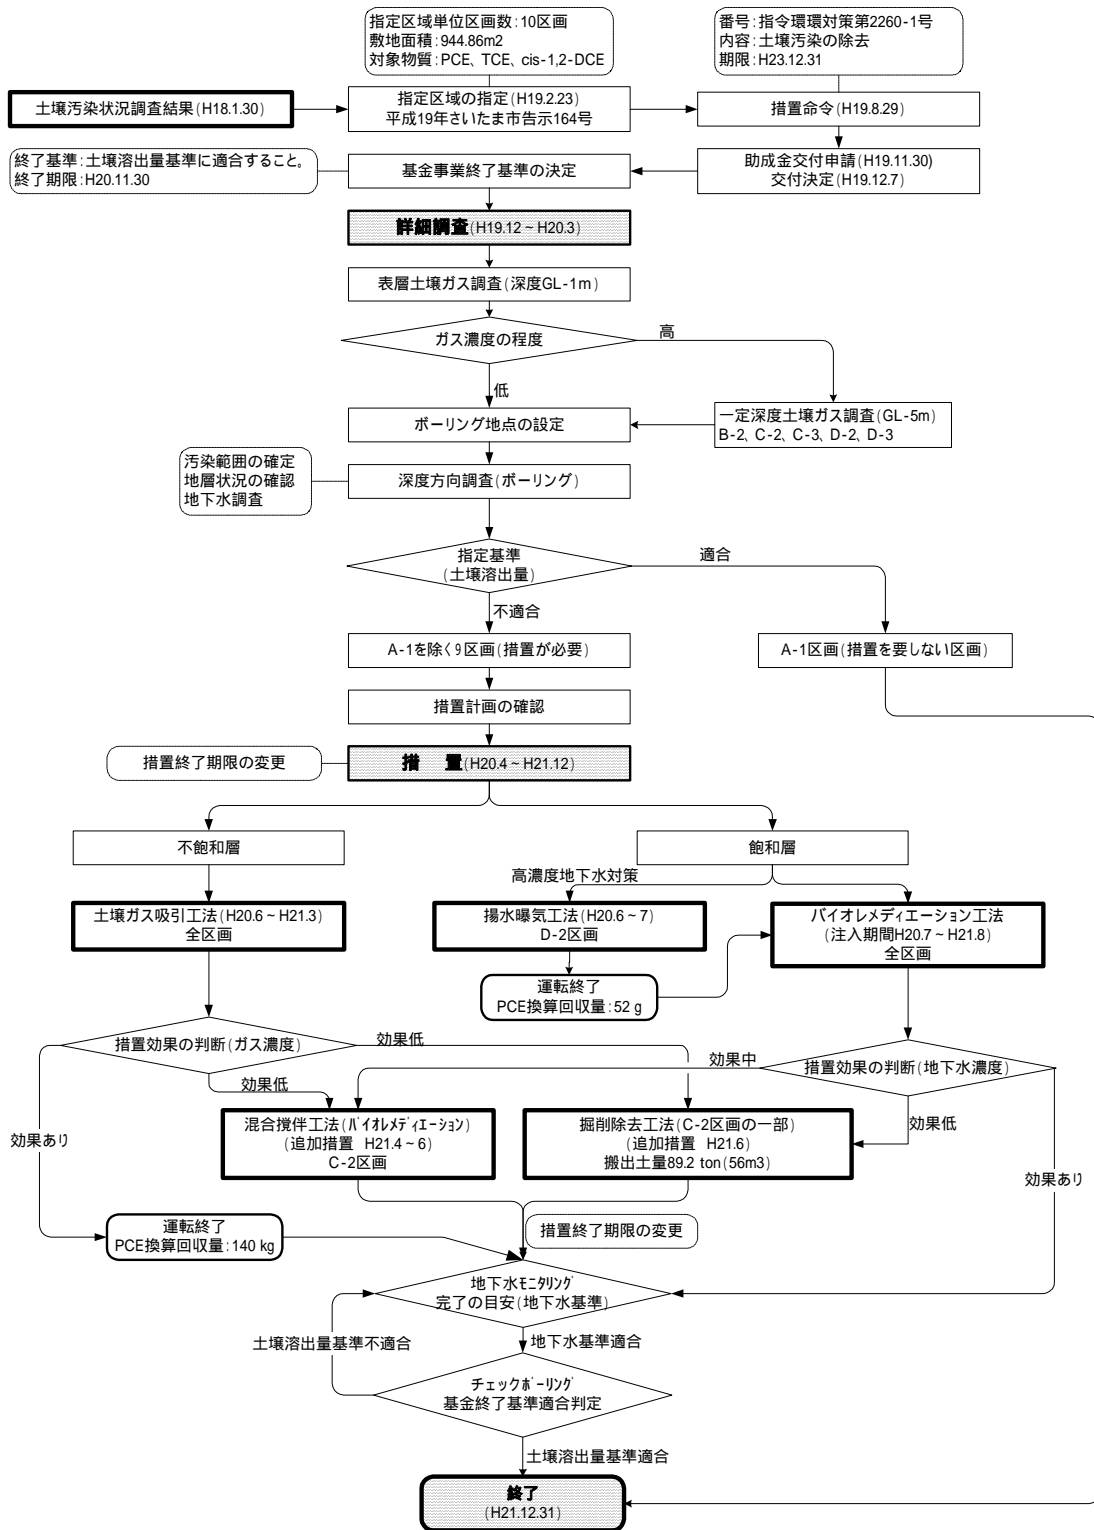 指定区域単位区画数:10区画
敷地面積:944.86m2
対象物質:PCE、TCE、cis-1,2-DCE
番号:指令環環対策第2260-1号
内容:土壌汚染の除去
期限:H23.12.31
土壌汚染状況調査結果(H18.1.30)
指定区域の指定(H19.2.23)
平成19年さいたま市告示164号
措置命令(H19.8.29)
終了基準:土壌溶出量基準に適合すること。
終了期限:H20.11.30
基金事業終了基準の決定
助成金交付申請(H19.11.30)
交付決定(H19.12.7)
詳細調査(H19.12~H20.3)
表層土壌ガス調査(深度GL-1m)
ガス濃度の程度
高
低
一定深度土壌ガス調査(GL-5m)
B-2、C-2、C-3、D-2、D-3
ボーリング地点の設定
汚染範囲の確定
地層状況の確認
地下水調査
深度方向調査(ボーリング)
指定基準
(土壌溶出量)
適合
不適合
A-1を除く9区画(措置が必要)
A-1区画(措置を要しない区画)
措置計画の確認
措置終了期限の変更
措 置(H20.4~H21.12)
不飽和層
飽和層
高濃度地下水対策
土壌ガス吸引工法(H20.6~H21.3)
全区画
揚水曝気工法(H20.6~7)
D-2区画
バイオレメディエーション工法
(注入期間H20.7~H21.8)
全区画
運転終了
PCE換算回収量:52 g
措置効果の判断(ガス濃度)
効果低
効果中
措置効果の判断(地下水濃度)
効果低
効果あり
混合攪伴工法(バイオレメディエーション)
(追加措置 H21.4~6)
C-2区画
掘削除去工法(C-2区画の一部)
(追加措置 H21.6)
搬出土量89.2 ton(56m3)
効果低
効果あり
運転終了
PCE換算回収量:140 kg
措置終了期限の変更
地下水モニタリング
完了の目安(地下水基準)
土壌溶出量基準不適合
地下水基準適合
チェックボーリング
基金終了基準適合判定
土壌溶出量基準適合
終了
(H21.12.31)